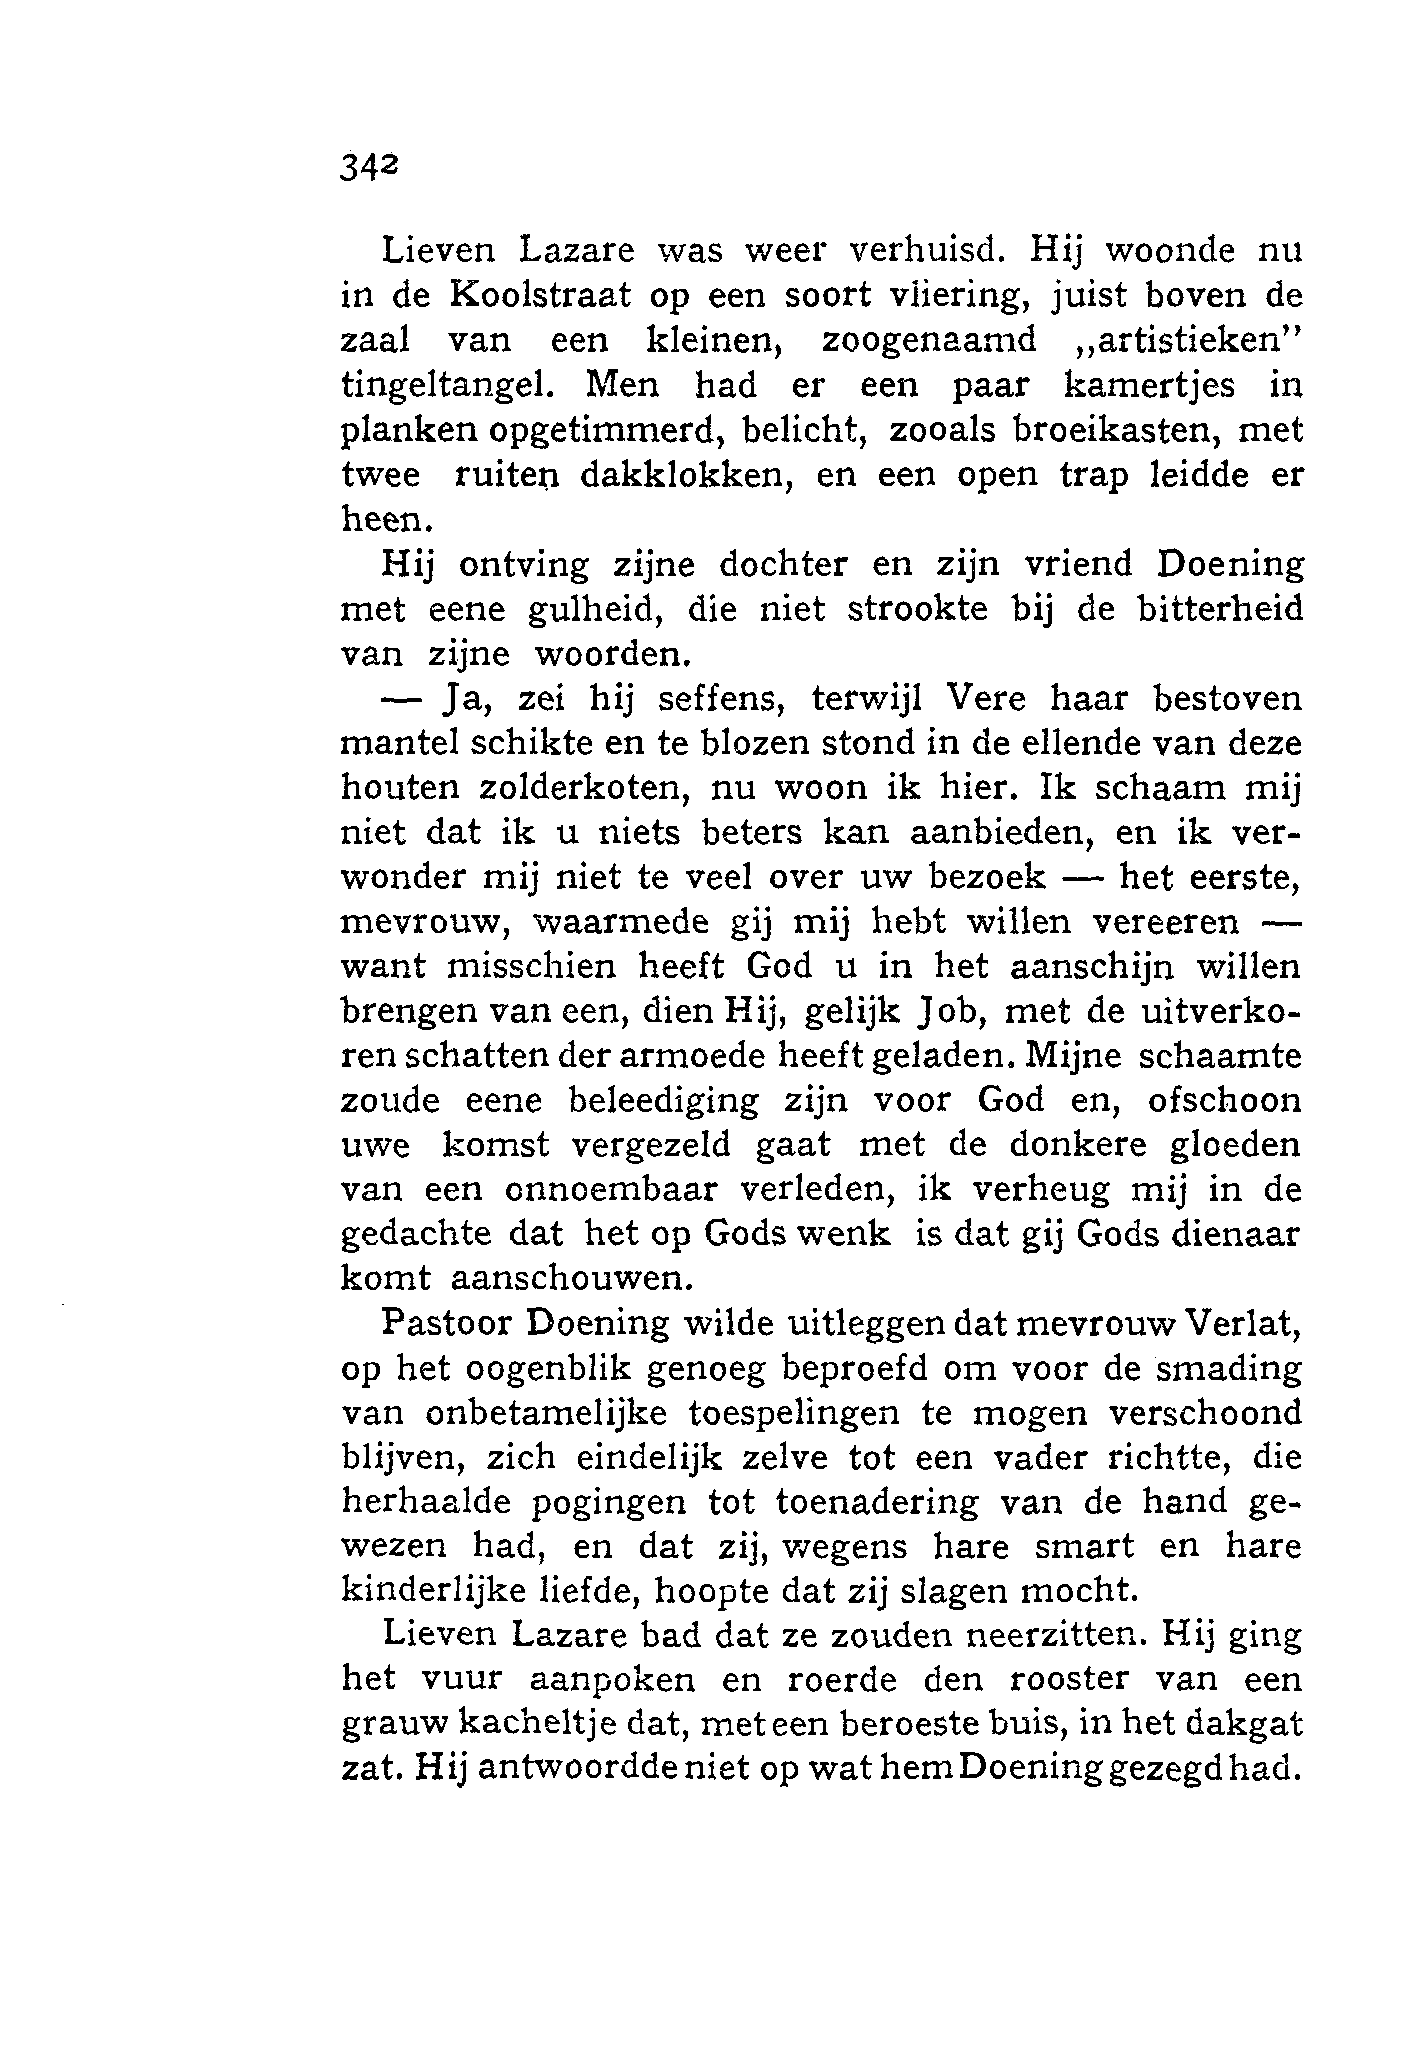 342
Lieven Lazare was weer verhuisd. Hij woonde nu
in de Koolstraat op een soort vliering, juist boven de
zaal van een kleinen, zoogenaamd ,,artistieken''
tingeltangel. Men had er een paar kamertjes in
planken opgetimmerd, belicht, zooals broeikasten, met
twee ruiten dakklokken, en een open trap leidde er
heen.
Hij ontving zijne dochter en zijn vriend Doening
met eene gulheid, die niet strookte bij de bitterheid
van zijne woorden.
— Ja, zei hij seffens, terwijl Vere haar bestoven
mantel schikte en te blozen stond in de ellende van deze
houten zolderkoten, nu woon ik hier. Ik schaam mij
niet dat ik u niets beters kan aanbieden, en ik ver-
wonder mij niet te veel over uw bezoek — het eerste,
mevrouw, waarmede gij mij hebt willen vereeren —
want misschien heeft God u in het aanschijn willen
brengen van een, dien Hij, gelijk Job, met de uitverko-
ren schatten der armoede heeft geladen. Mijne schaamte
zoude eene beleediging zijn voor God en, ofschoon
uwe komst vergezeld gaat met de donkere gloeden
van een onnoembaar verleden, ik verheug mij in de
gedachte dat het op Gods wenk is dat gij Gods dienaar
komt aanschouwen.
Pastoor Doening wilde uitleggen dat mevrouw Verlat,
op het oogenblik genoeg beproefd om voor de smading
van onbetamelijke toespelingen te mogen verschoond
blijven, zich eindelijk zelve tot een vader richtte, die
herhaalde pogingen tot toenadering van de hand ge-
wezen had, en dat zij, wegens hare smart en hare
kinderlijke liefde, hoopte dat zij slagen mocht.
Lieven Lazare bad dat ze zouden neerzitten. Hij ging
het vuur aanpoken en roerde den rooster van een
grauw kacheltje dat, met een beroeste buis, in het dakgat
zat. Hij antwoordde niet op wat hem Doening gezegd had.